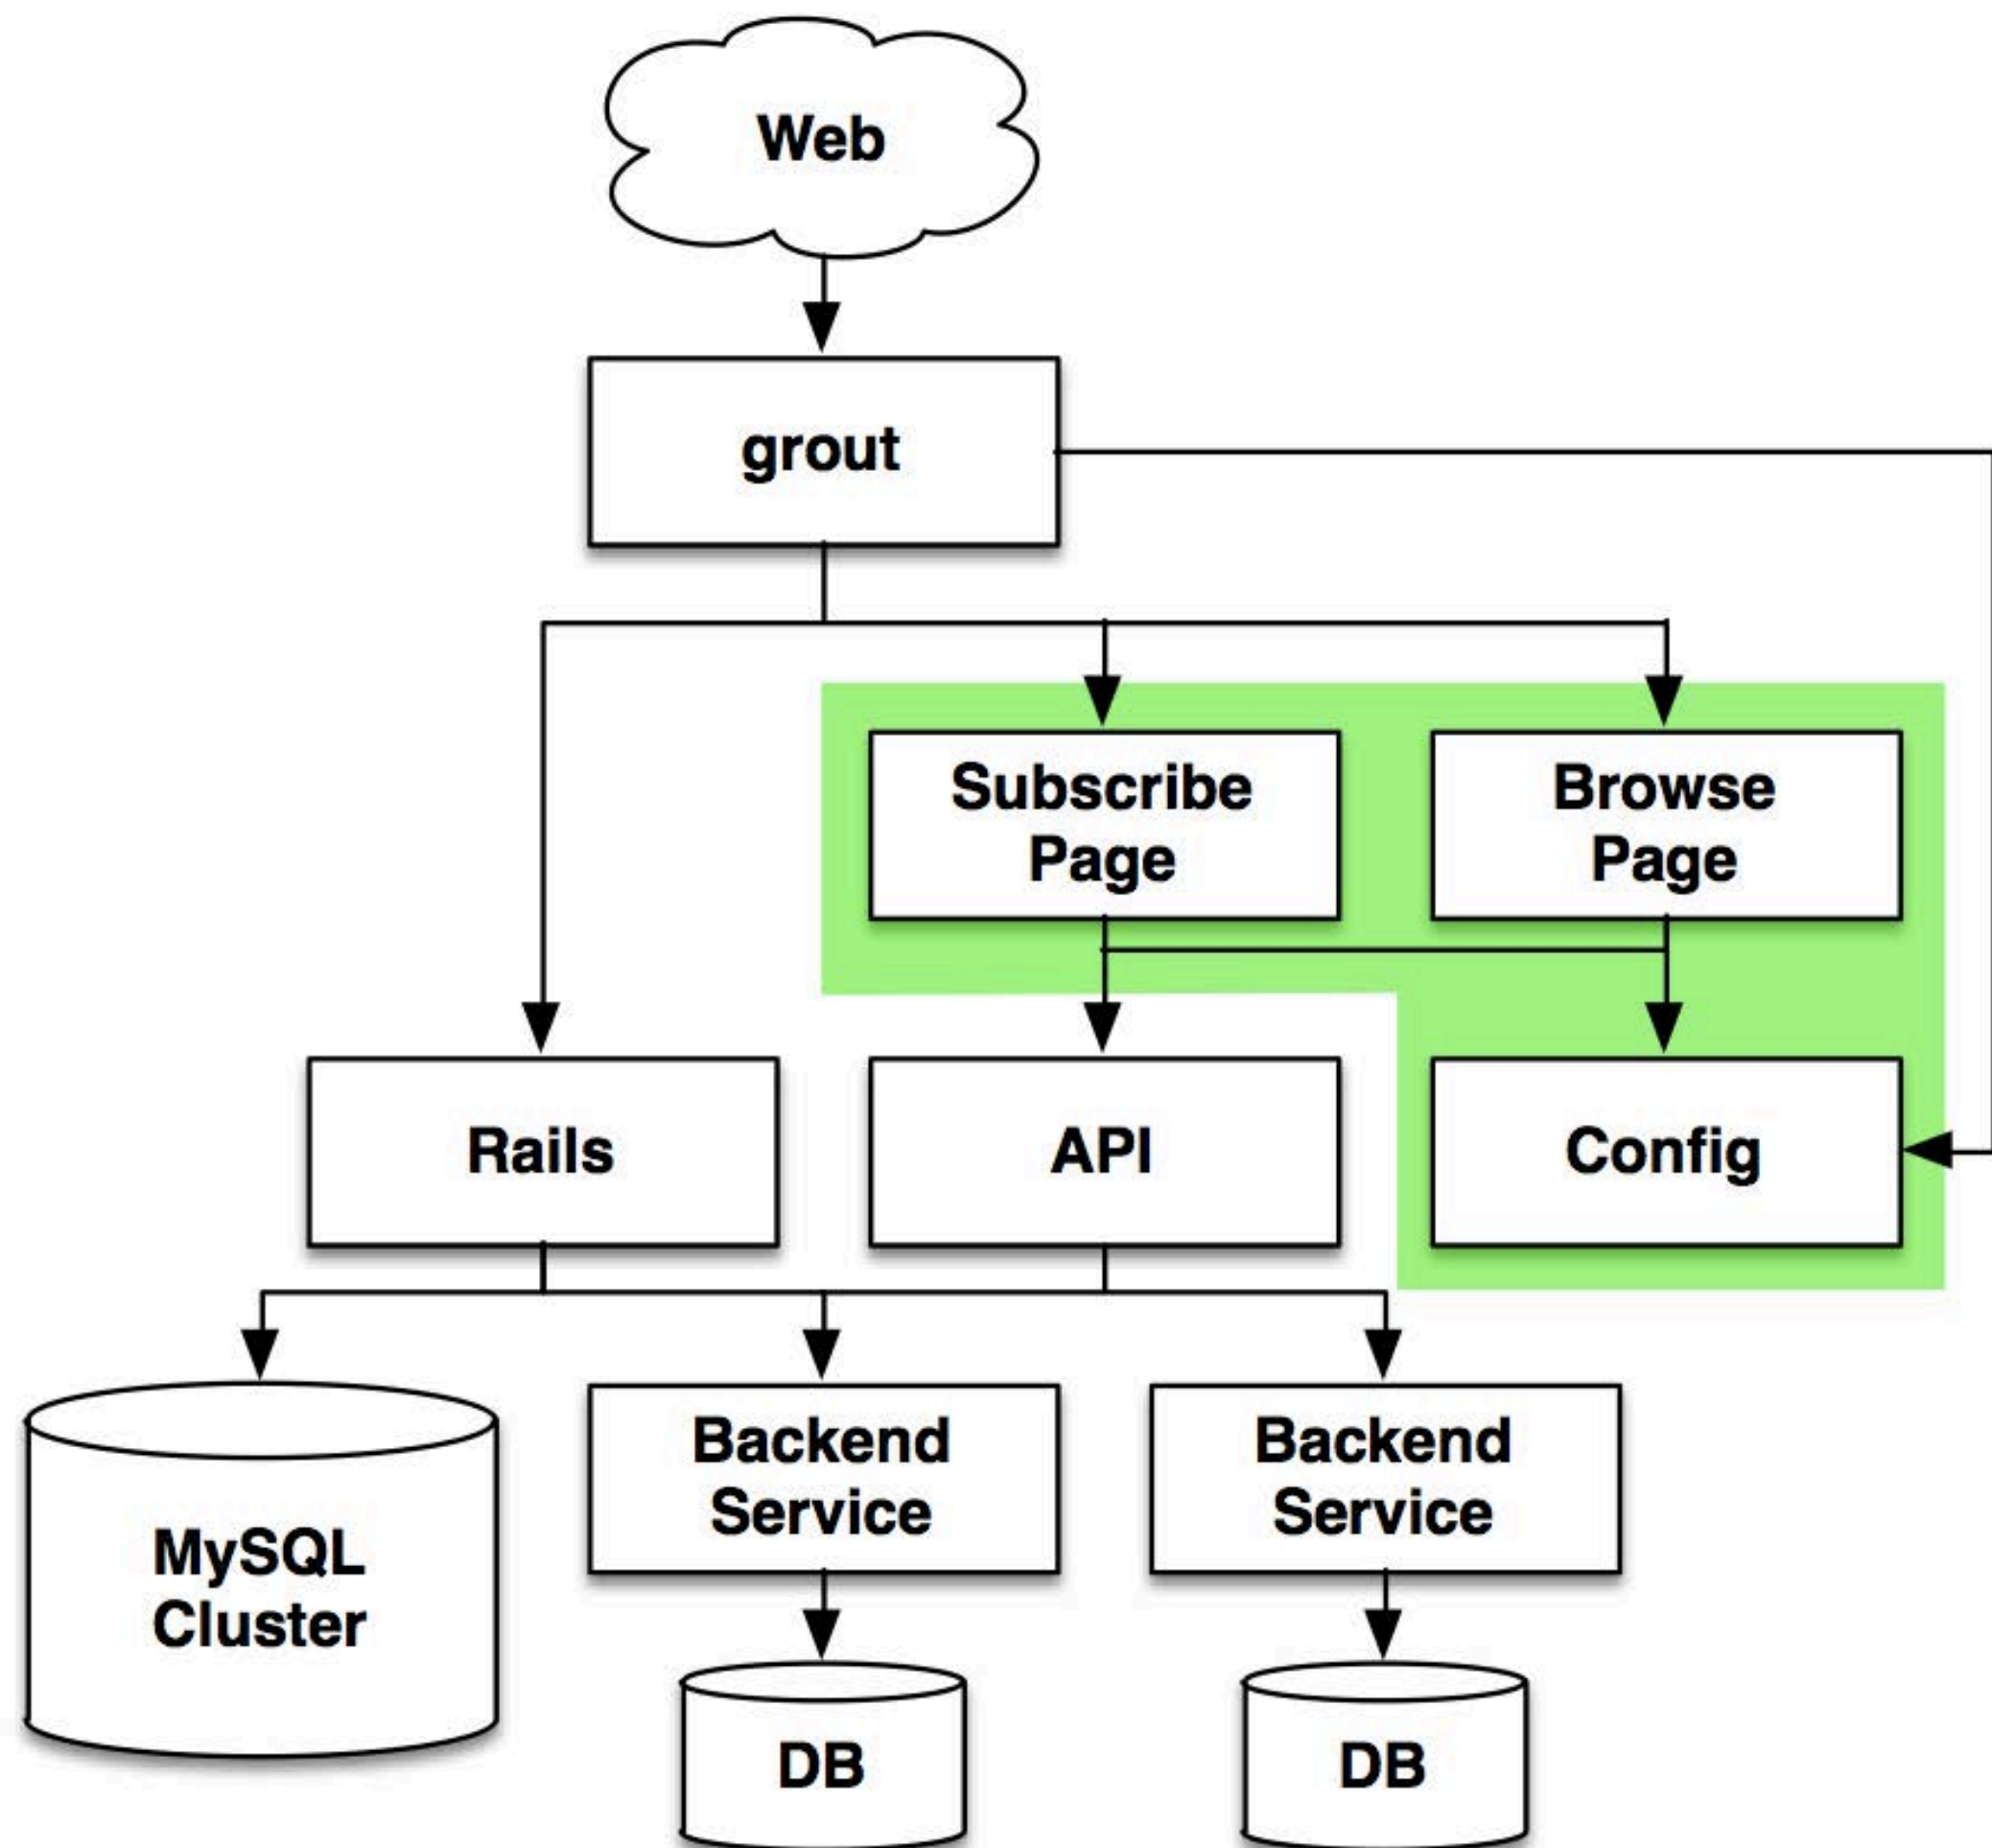 Web
grout
Subscribe
Page
Browse
Page
Rails
API
Config
MySQL
Cluster
Backend
Service
Backend
Service
DB
DB